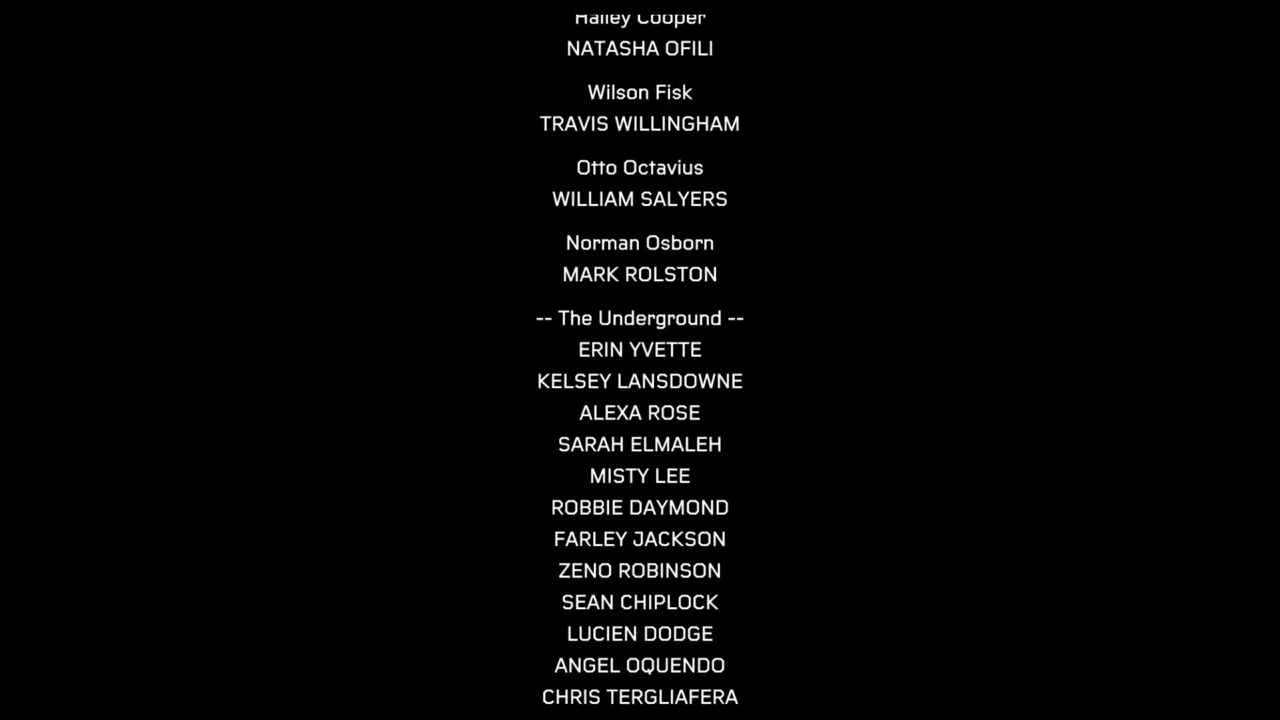 Hailey Cooper
NATASHA OFILI
Wilson Fisk
TRAVIS WILLINGHAM
Otto Octavius
WILLIAM SALYERS
Norman Osborn
MARK ROLSTON
-- The Underground --
ERIN YVETTE
KELSEY LANSDOWNE
ALEXA ROSE
SARAH ELMALEH
MISTY LEE
ROBBIE DAYMOND
FARLEY JACKSON
ZENO ROBINSON
SEAN CHIPLOCK
LUCIEN DODGE
ANGEL OQUENDO
CHRIS TERGLIAFERA